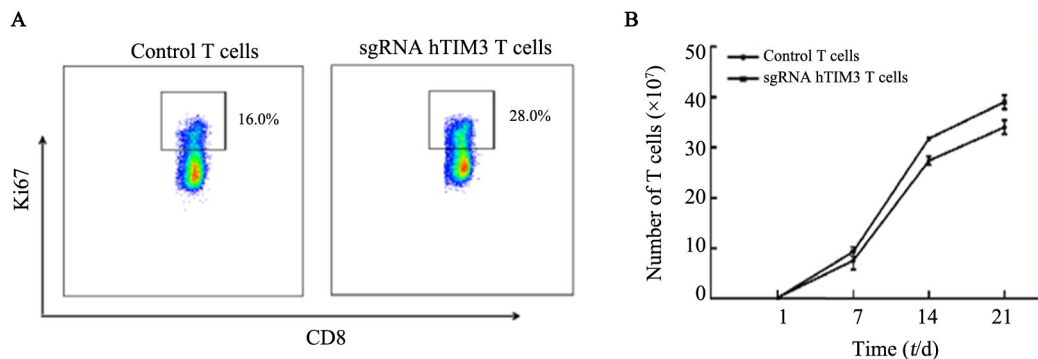 A
Control T cells
sgRNA hTIM3 T cells
16.0%
28.0%
Ki67
CD8
B
50
40
30
20
10
0
Number of T cells (×10⁷)
Control T cells
sgRNA hTIM3 T cells
1
7
14
21
Time (t/d)